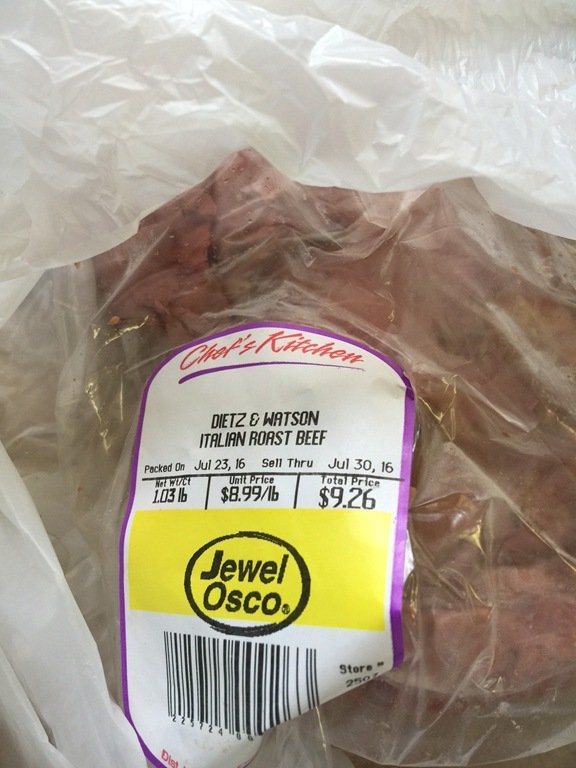 Chef's Kitchen
DIETZ & WATSON
ITALIAN ROAST BEEF
Packed On Jul 23, 16 Sell Thru Jul 30, 16
Net Wt/Ct Unit Price Total Price
1.03 lb $8.99/lb $9.26
Jewel
Osco®
Store #